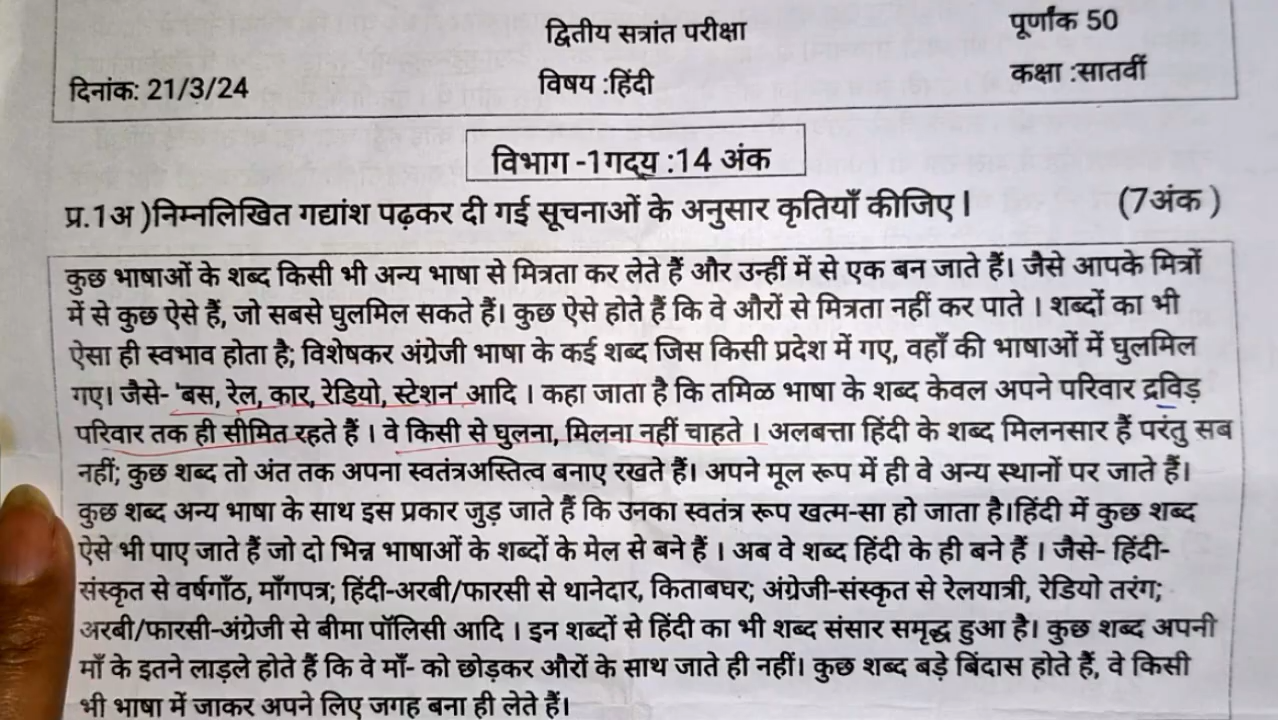 द्वितीय सत्रांत परीक्षा
पूर्णांक 50
दिनांक: 21/3/24
विषय :हिंदी
कक्षा :सातवीं
विभाग -1गद्य :14 अंक
प्र.1अ )निम्नलिखित गद्यांश पढ़कर दी गई सूचनाओं के अनुसार कृतियाँ कीजिए । (7अंक )
कुछ भाषाओं के शब्द किसी भी अन्य भाषा से मित्रता कर लेते हैं और उन्हीं में से एक बन जाते हैं। जैसे आपके मित्रों
में से कुछ ऐसे हैं, जो सबसे घुलमिल सकते हैं। कुछ ऐसे होते हैं कि वे औरों से मित्रता नहीं कर पाते । शब्दों का भी
ऐसा ही स्वभाव होता है; विशेषकर अंग्रेजी भाषा के कई शब्द जिस किसी प्रदेश में गए, वहाँ की भाषाओं में घुलमिल
गए। जैसे- 'बस, रेल, कार, रेडियो, स्टेशन' आदि । कहा जाता है कि तमिळ भाषा के शब्द केवल अपने परिवार द्रविड़
परिवार तक ही सीमित रहते हैं । वे किसी से घुलना, मिलना नहीं चाहते । अलबत्ता हिंदी के शब्द मिलनसार हैं परंतु सब
नहीं; कुछ शब्द तो अंत तक अपना स्वतंत्रअस्तित्व बनाए रखते हैं। अपने मूल रूप में ही वे अन्य स्थानों पर जाते हैं।
कुछ शब्द अन्य भाषा के साथ इस प्रकार जुड़ जाते हैं कि उनका स्वतंत्र रूप खत्म-सा हो जाता है।हिंदी में कुछ शब्द
ऐसे भी पाए जाते हैं जो दो भिन्न भाषाओं के शब्दों के मेल से बने हैं । अब वे शब्द हिंदी के ही बने हैं । जैसे- हिंदी-
संस्कृत से वर्षगाँठ, माँगपत्र; हिंदी-अरबी/फारसी से थानेदार, किताबघर; अंग्रेजी-संस्कृत से रेलयात्री, रेडियो तरंग;
अरबी/फारसी-अंग्रेजी से बीमा पॉलिसी आदि । इन शब्दों से हिंदी का भी शब्द संसार समृद्ध हुआ है। कुछ शब्द अपनी
माँ के इतने लाड़ले होते हैं कि वे माँ- को छोड़कर औरों के साथ जाते ही नहीं। कुछ शब्द बड़े बिंदास होते हैं, वे किसी
भी भाषा में जाकर अपने लिए जगह बना ही लेते हैं।